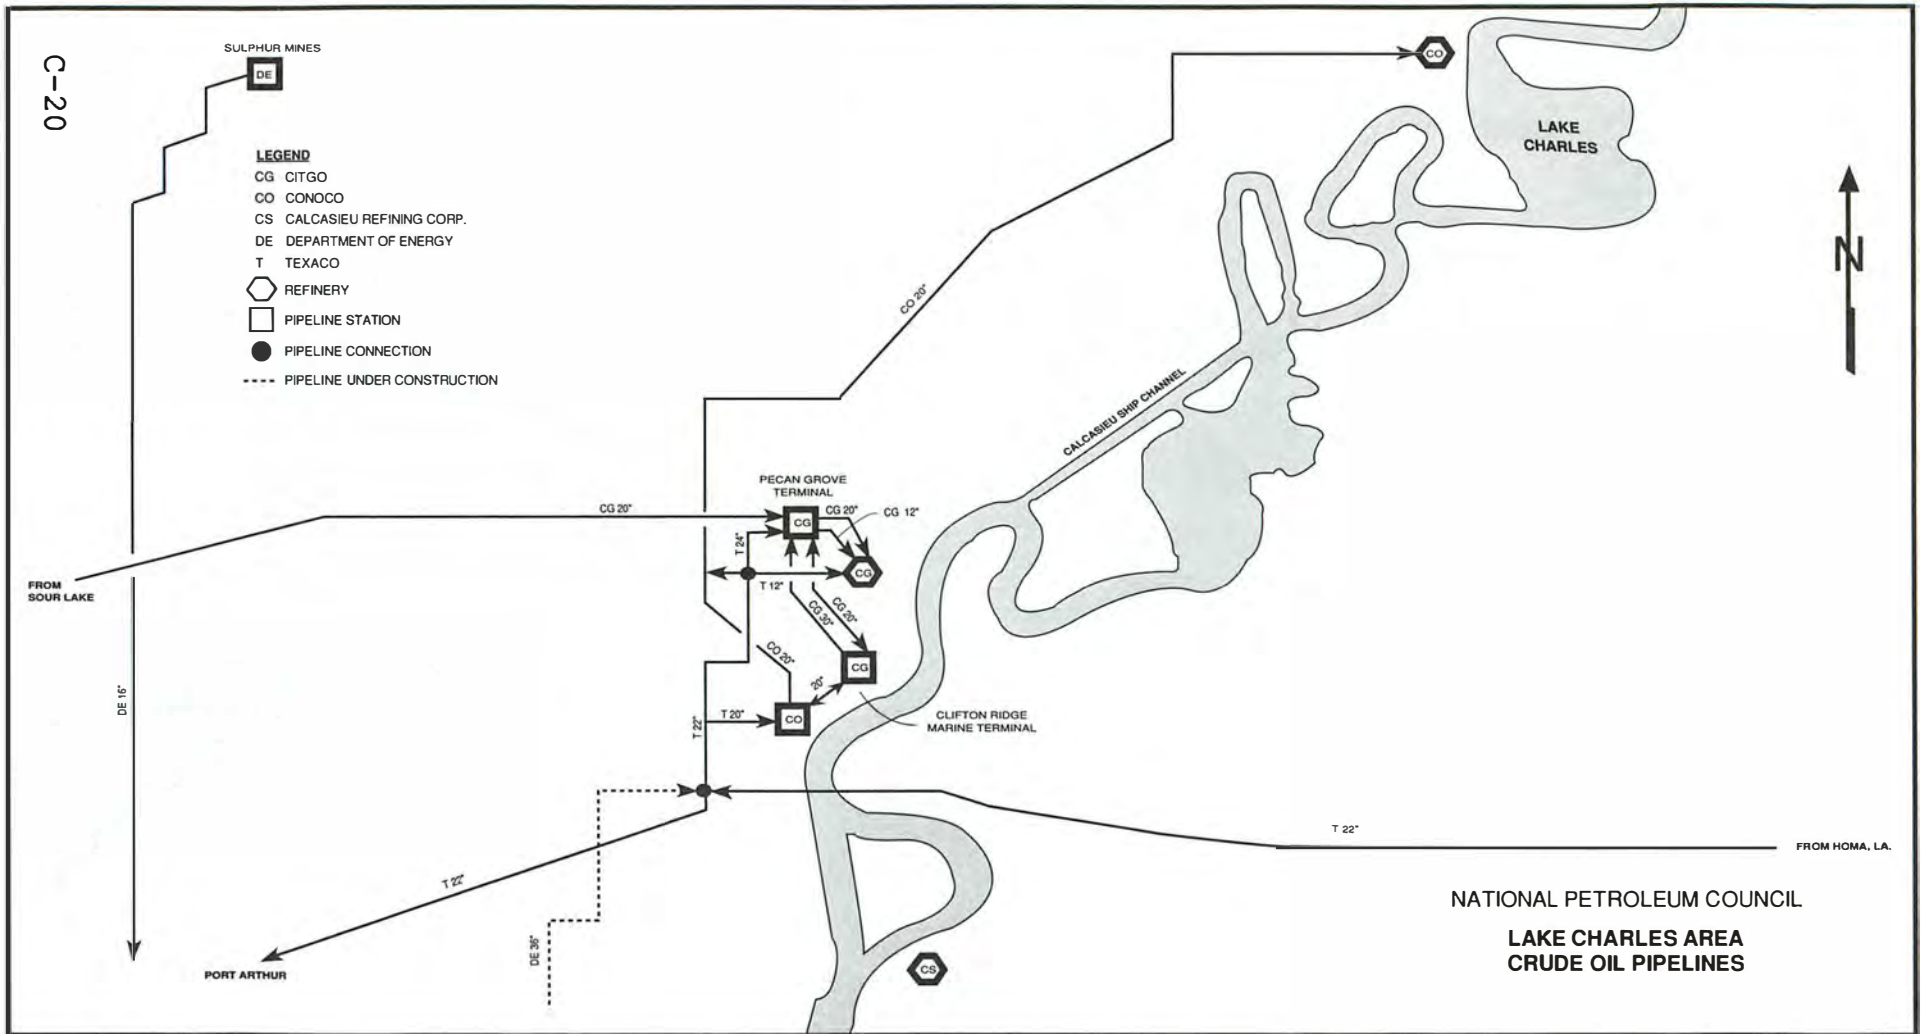 C-20
SULPHUR MINES
DE
LEGEND
CG CITGO
CO CONOCO
CS CALCASIEU REFINING CORP.
DE DEPARTMENT OF ENERGY
T TEXACO
REFINERY
PIPELINE STATION
PIPELINE CONNECTION
PIPELINE UNDER CONSTRUCTION
CO
LAKE
CHARLES
N
CO 20"
CALCASIEU SHIP CHANNEL
PECAN GROVE
TERMINAL
CG 20"
CG
CG 20"
CG 12"
T 24"
CG
T 12"
FROM
SOUR LAKE
CG 30"
CG 20"
CO 20"
CG
20"
DE 16"
T 22"
T 20"
CO
CLIFTON RIDGE
MARINE TERMINAL
T 22"
FROM HOMA, LA.
T 22"
DE 36"
PORT ARTHUR
CS
NATIONAL PETROLEUM COUNCIL
LAKE CHARLES AREA
CRUDE OIL PIPELINES